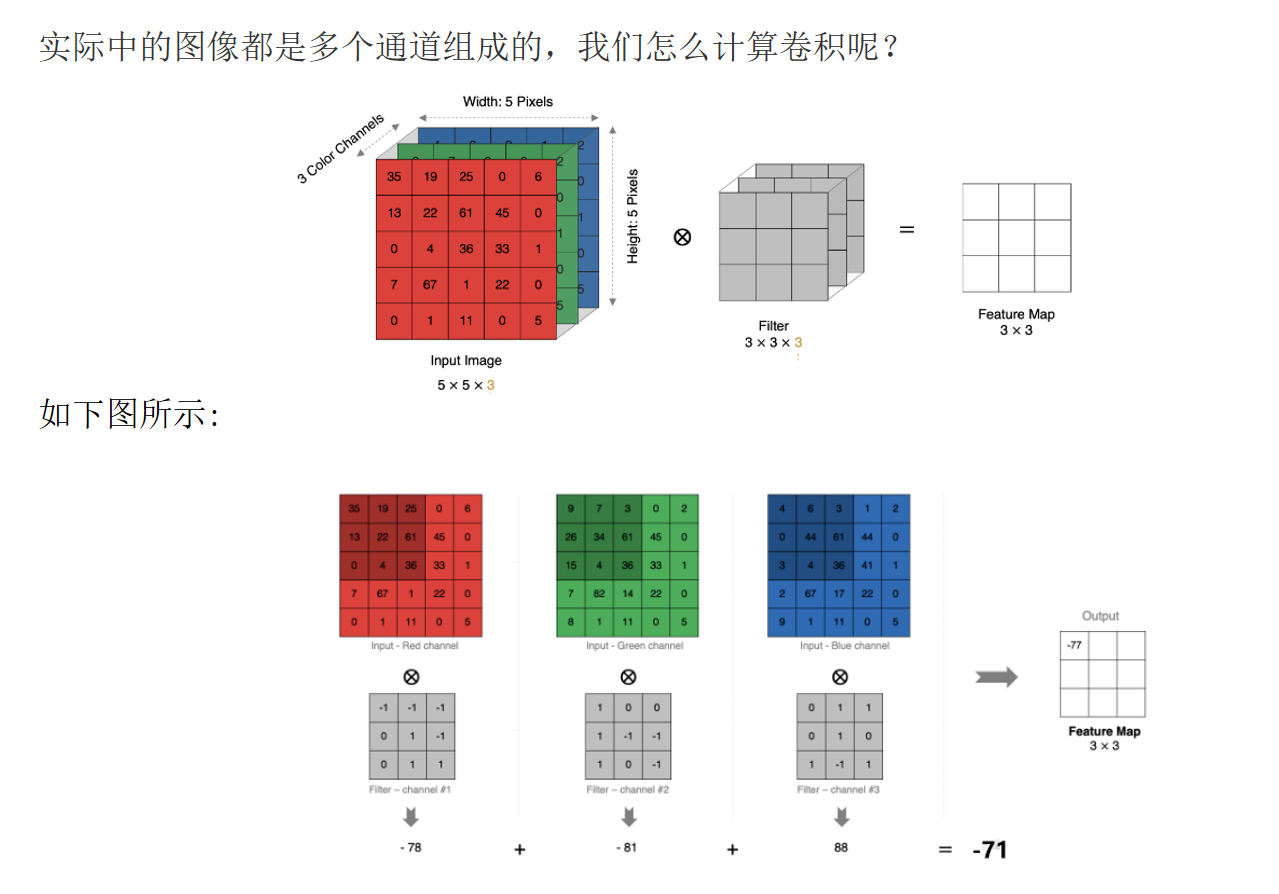 实际中的图像都是多个通道组成的，我们怎么计算卷积呢?
Width: 5 Pixels
3 Color Channels
Height: 5 Pixels
35 19 25 0 6
13 22 61 45 0
0 4 36 33 1
7 67 1 22 0
0 1 11 0 5
2
0
1
0
5
2
0
1
0
5
⊗
=
Input Image
5 × 5 × 3
Filter
3 × 3 × 3
Feature Map
3 × 3
如下图所示:
35 19 25 0 6
13 22 61 45 0
0 4 36 33 1
7 67 1 22 0
0 1 11 0 5
Input - Red channel
9 7 3 0 2
26 34 61 45 0
15 4 36 33 1
7 82 14 22 0
8 1 11 0 5
Input - Green channel
4 6 3 1 2
0 44 61 44 0
3 4 36 41 1
2 67 17 22 0
9 1 11 0 5
Input - Blue channel
⊗ ⊗ ⊗
-1 -1 -1
0 1 -1
0 1 1
Filter – channel #1
1 0 0
1 -1 -1
1 0 -1
Filter – channel #2
0 1 1
0 1 0
1 -1 1
Filter – channel #3
Output
-77
Feature Map
3 × 3
- 78 + - 81 + 88 = -71